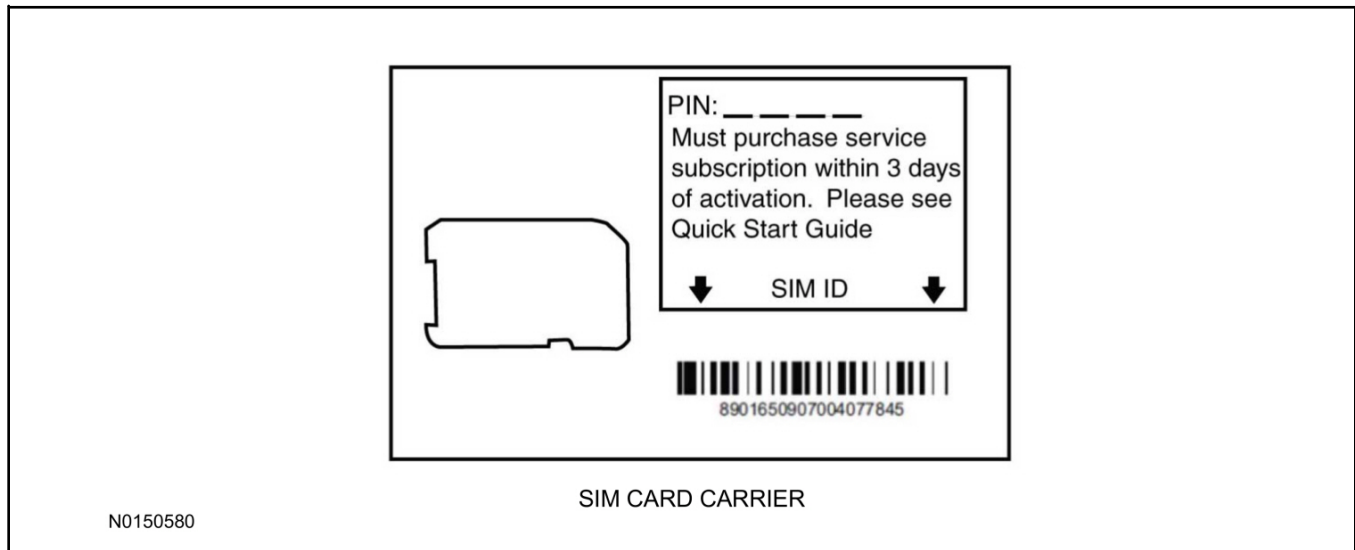 PIN: _ _ _ _
Must purchase service
subscription within 3 days
of activation. Please see
Quick Start Guide
SIM ID
8901650907004077845
SIM CARD CARRIER
N0150580